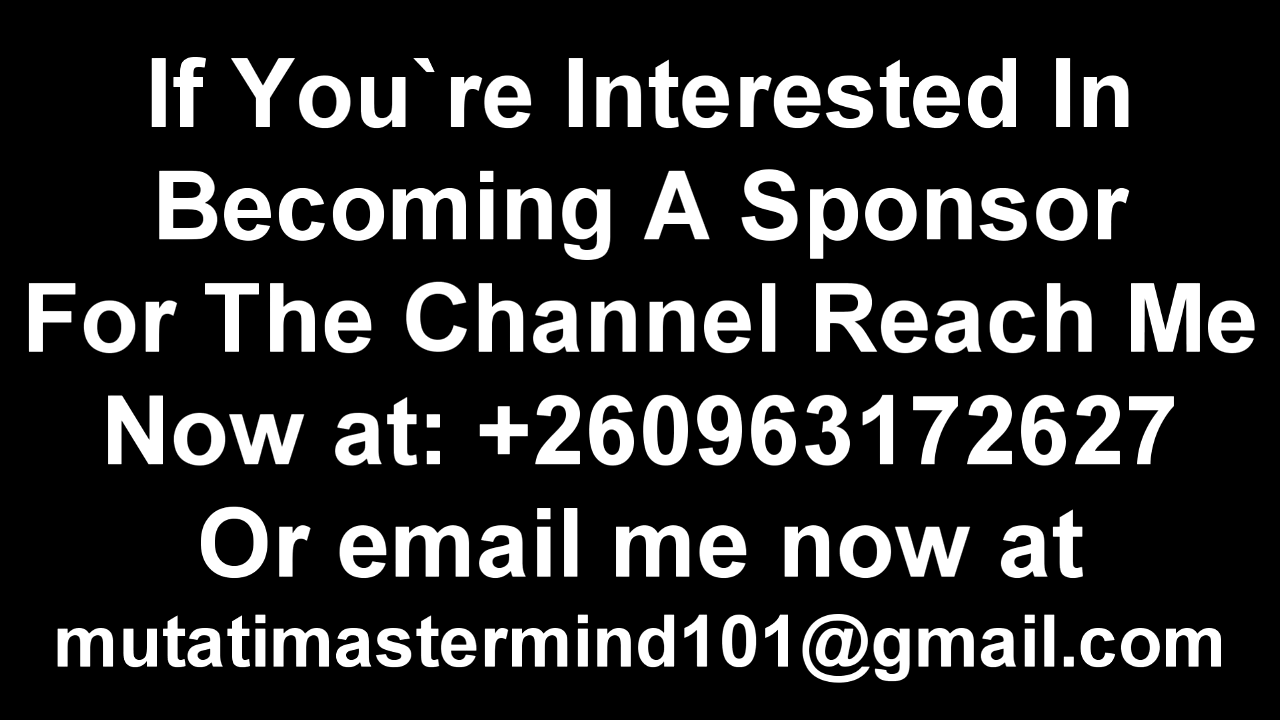 If You`re Interested In
Becoming A Sponsor
For The Channel Reach Me
Now at: +260963172627
Or email me now at
mutatimastermind101@gmail.com